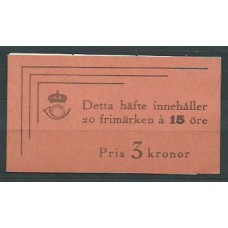 Detta häfte innehåller
20 frimärken à 15 öre
Pris 3 kronor